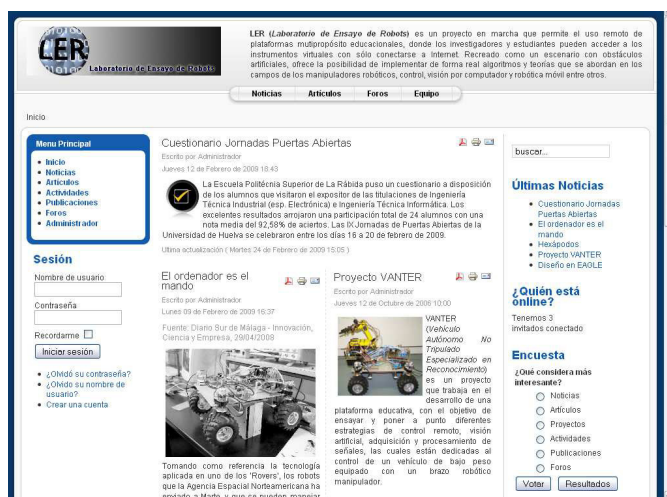 LER
Laboratorio de Ensayo de Robots
LER (Laboratorio de Ensayo de Robots) es un proyecto en marcha que permite el uso remoto de
plataformas multipropósito educacionales, donde los investigadores y estudiantes pueden acceder a los
instrumentos virtuales con sólo conectarse a Internet. Recreado como un escenario con obstáculos
artificiales, ofrece la posibilidad de implementar de forma real algoritmos y teorías que se abordan en los
campos de los manipuladores robóticos, control, visión por computador y robótica móvil entre otros.
Noticias Artículos Foros Equipo
Inicio
Menu Principal
Inicio
Noticias
Artículos
Actividades
Publicaciones
Foros
Administrador
Sesión
Nombre de usuario
Contraseña
Recordarme
Iniciar sesión
¿Olvidó su contraseña?
¿Olvido su nombre de
usuario?
Crear una cuenta
Cuestionario Jornadas Puertas Abiertas
Escrito por Administrador
Jueves 12 de Febrero de 2009 18:43
La Escuela Politécnia Superior de La Rábida puso un cuestionario a disposición
de los alumnos que visitaron el expositor de las titulaciones de Ingeniería
Técnica Industrial (esp. Electrónica) e Ingeniería Técnica Informática. Los
excelentes resultados arrojaron una participación total de 24 alumnos con una
nota media del 92,58% de aciertos. Las IX Jornadas de Puertas Abiertas de la
Universidad de Huelva se celebraron entre los días 16 a 20 de febrero de 2009.
Ultima actualización ( Martes 24 de Febrero de 2009 15:05 )
El ordenador es el
mando
Escrito por Administrador
Lunes 09 de Febrero de 2009 16:37
Fuente: Diario Sur de Málaga - Innovación,
Ciencia y Empresa, 29/04/2008
Tomando como referencia la tecnología
aplicada en uno de los 'Rovers', los robots
que la Agencia Espacial Norteamericana ha
enviado a Marte, y que se pueden manejar
Proyecto VANTER
Escrito por Administrador
Jueves 12 de Octubre de 2006 10:00
VANTER
(Vehículo
Autónomo No
Tripulado
Especializado en
Reconocimiento)
es un proyecto
que trabaja en el
desarrollo de una
plataforma educativa, con el objetivo de
ensayar y poner a punto diferentes
estrategias de control remoto, visión
artificial, adquisición y procesamiento de
señales, las cuales están dedicadas al
control de un vehículo de bajo peso
equipado con un brazo robótico
manipulador.
buscar...
Últimas Noticias
Cuestionario Jornadas
Puertas Abiertas
El ordenador es el
mando
Hexápodos
Proyecto VANTER
Diseño en EAGLE
¿Quién está
online?
Tenemos 3
invitados conectado
Encuesta
¿Qué considera más
interesante?
Noticias
Artículos
Proyectos
Actividades
Publicaciones
Foros
Votar Resultados